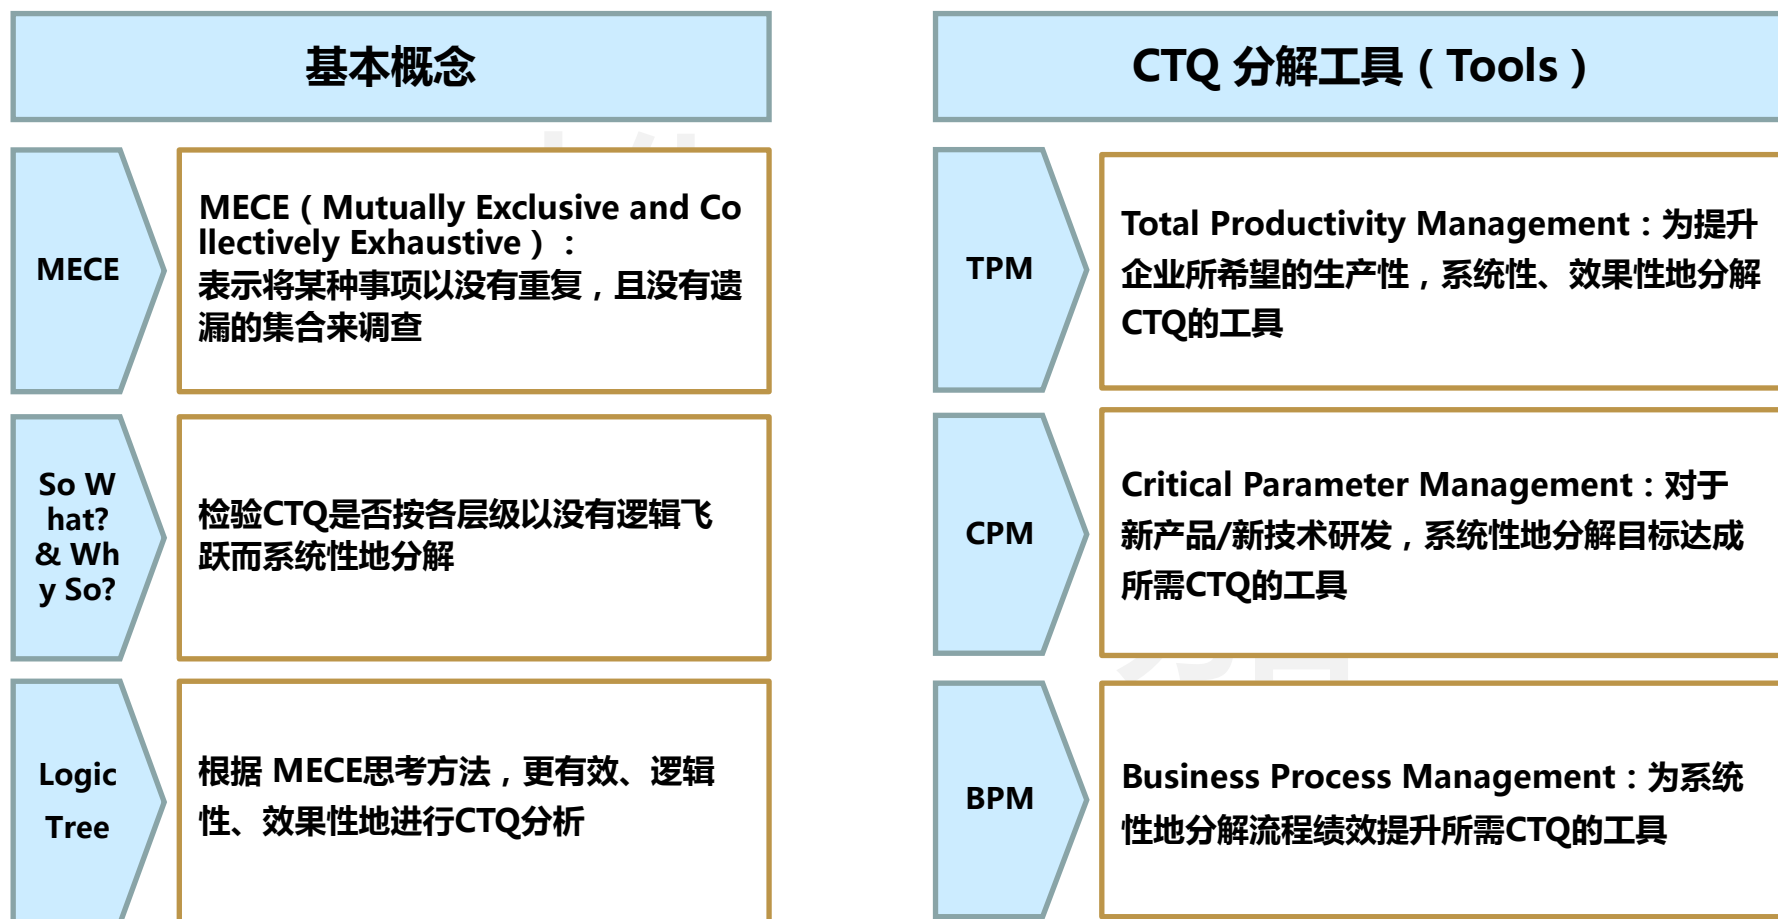 基本概念
MECE
MECE（Mutually Exclusive and Co
llectively Exhaustive）：
表示将某种事项以没有重复，且没有遗
漏的集合来调查
So W
hat?
& Wh
y So?
检验CTQ是否按各层级以没有逻辑飞
跃而系统性地分解
Logic
Tree
根据 MECE思考方法，更有效、逻辑
性、效果性地进行CTQ分析
CTQ 分解工具（Tools）
TPM
Total Productivity Management：为提升
企业所希望的生产性，系统性、效果性地分解
CTQ的工具
CPM
Critical Parameter Management：对于
新产品/新技术研发，系统性地分解目标达成
所需CTQ的工具
BPM
Business Process Management：为系统
性地分解流程绩效提升所需CTQ的工具